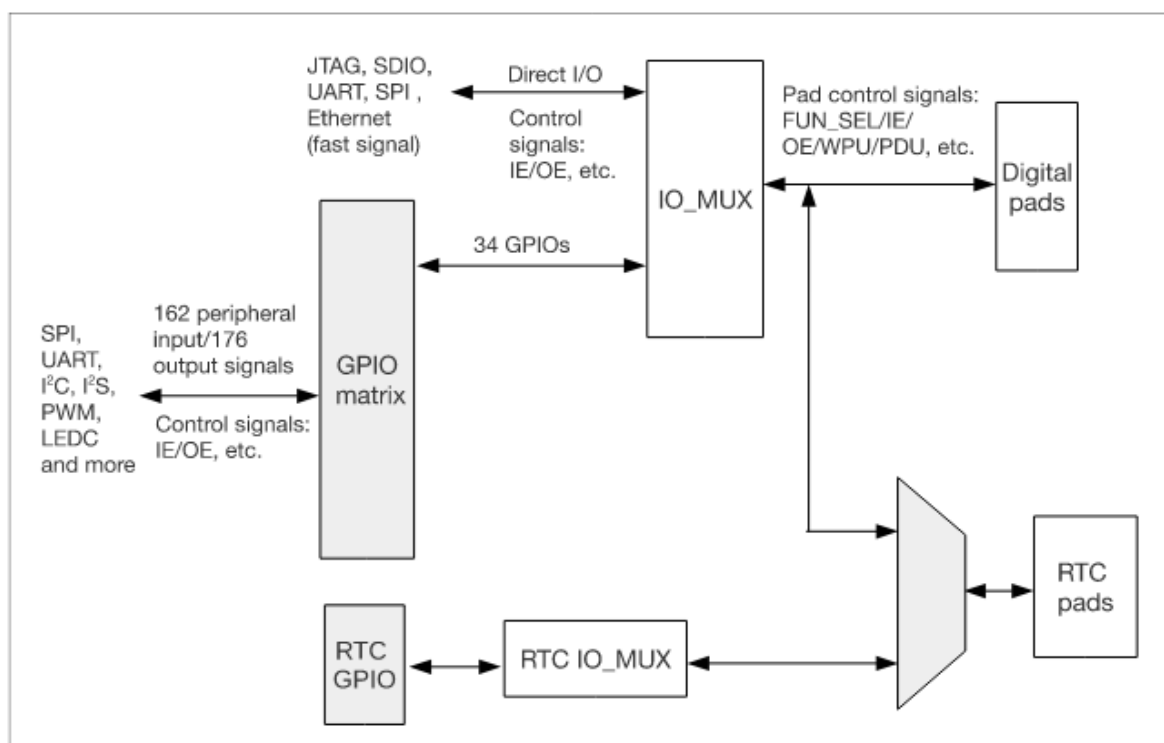 JTAG, SDIO,
UART, SPI ,
Ethernet
(fast signal)
Direct I/O
Control
signals:
IE/OE, etc.
IO_MUX
Pad control signals:
FUN_SEL/IE/
OE/WPU/PDU, etc.
Digital
pads
34 GPIOs
SPI,
UART,
I²C, I²S,
PWM,
LEDC
and more
162 peripheral
input/176
output signals
Control signals:
IE/OE, etc.
GPIO
matrix
RTC
GPIO
RTC IO_MUX
RTC
pads